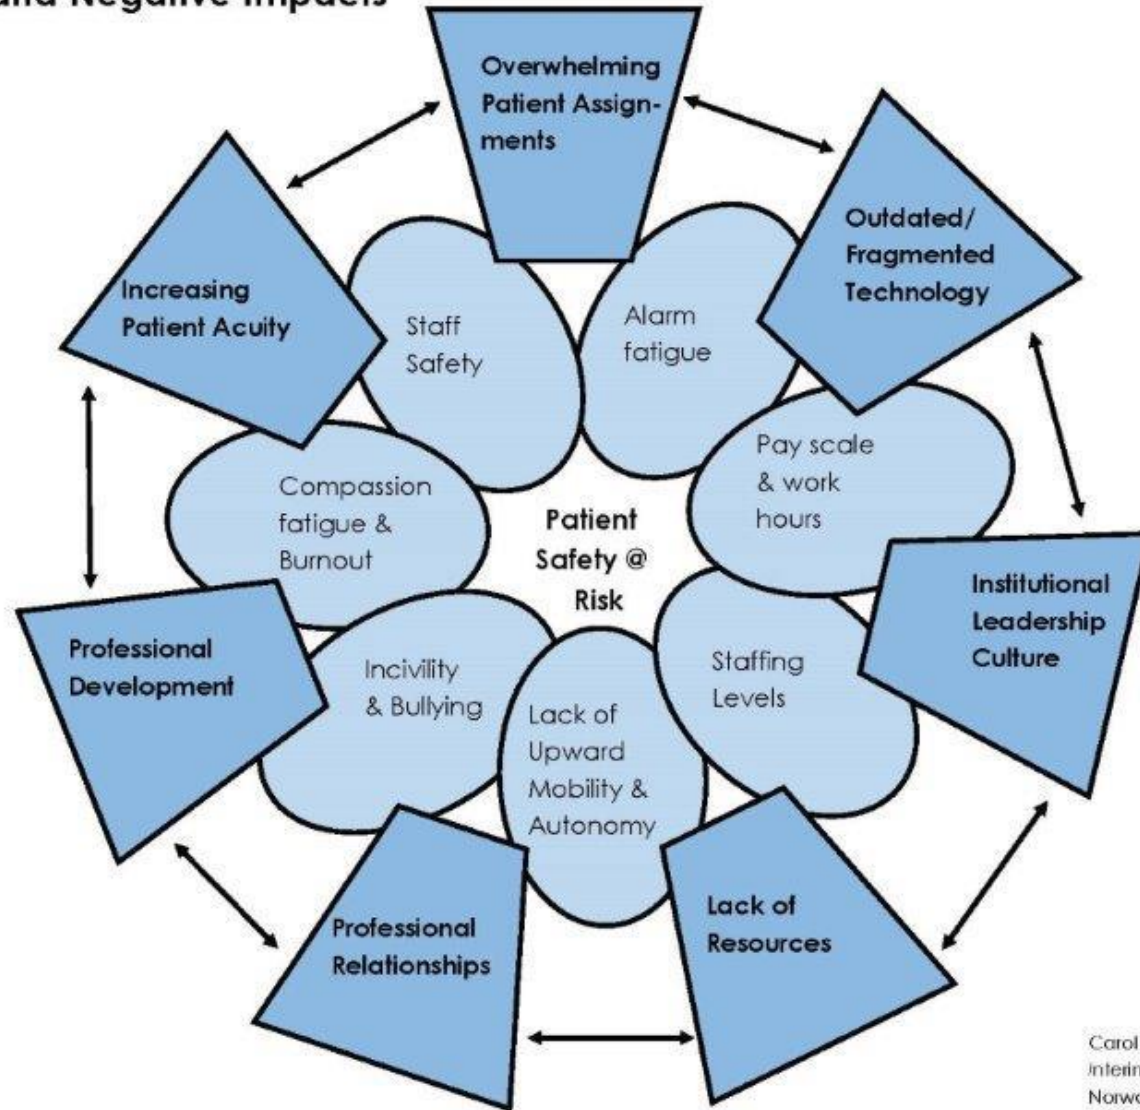 and Negative Impacts
Overwhelming
Patient Assign-
ments
Outdated/
Fragmented
Technology
Increasing
Patient Acuity
Staff
Safety
Alarm
fatigue
Pay scale
& work
hours
Compassion
fatigue &
Burnout
Patient
Safety @
Risk
Institutional
Leadership
Culture
Professional
Development
Incivility
& Bullying
Staffing
Levels
Lack of
Upward
Mobility &
Autonomy
Professional
Relationships
Lack of
Resources
Carol